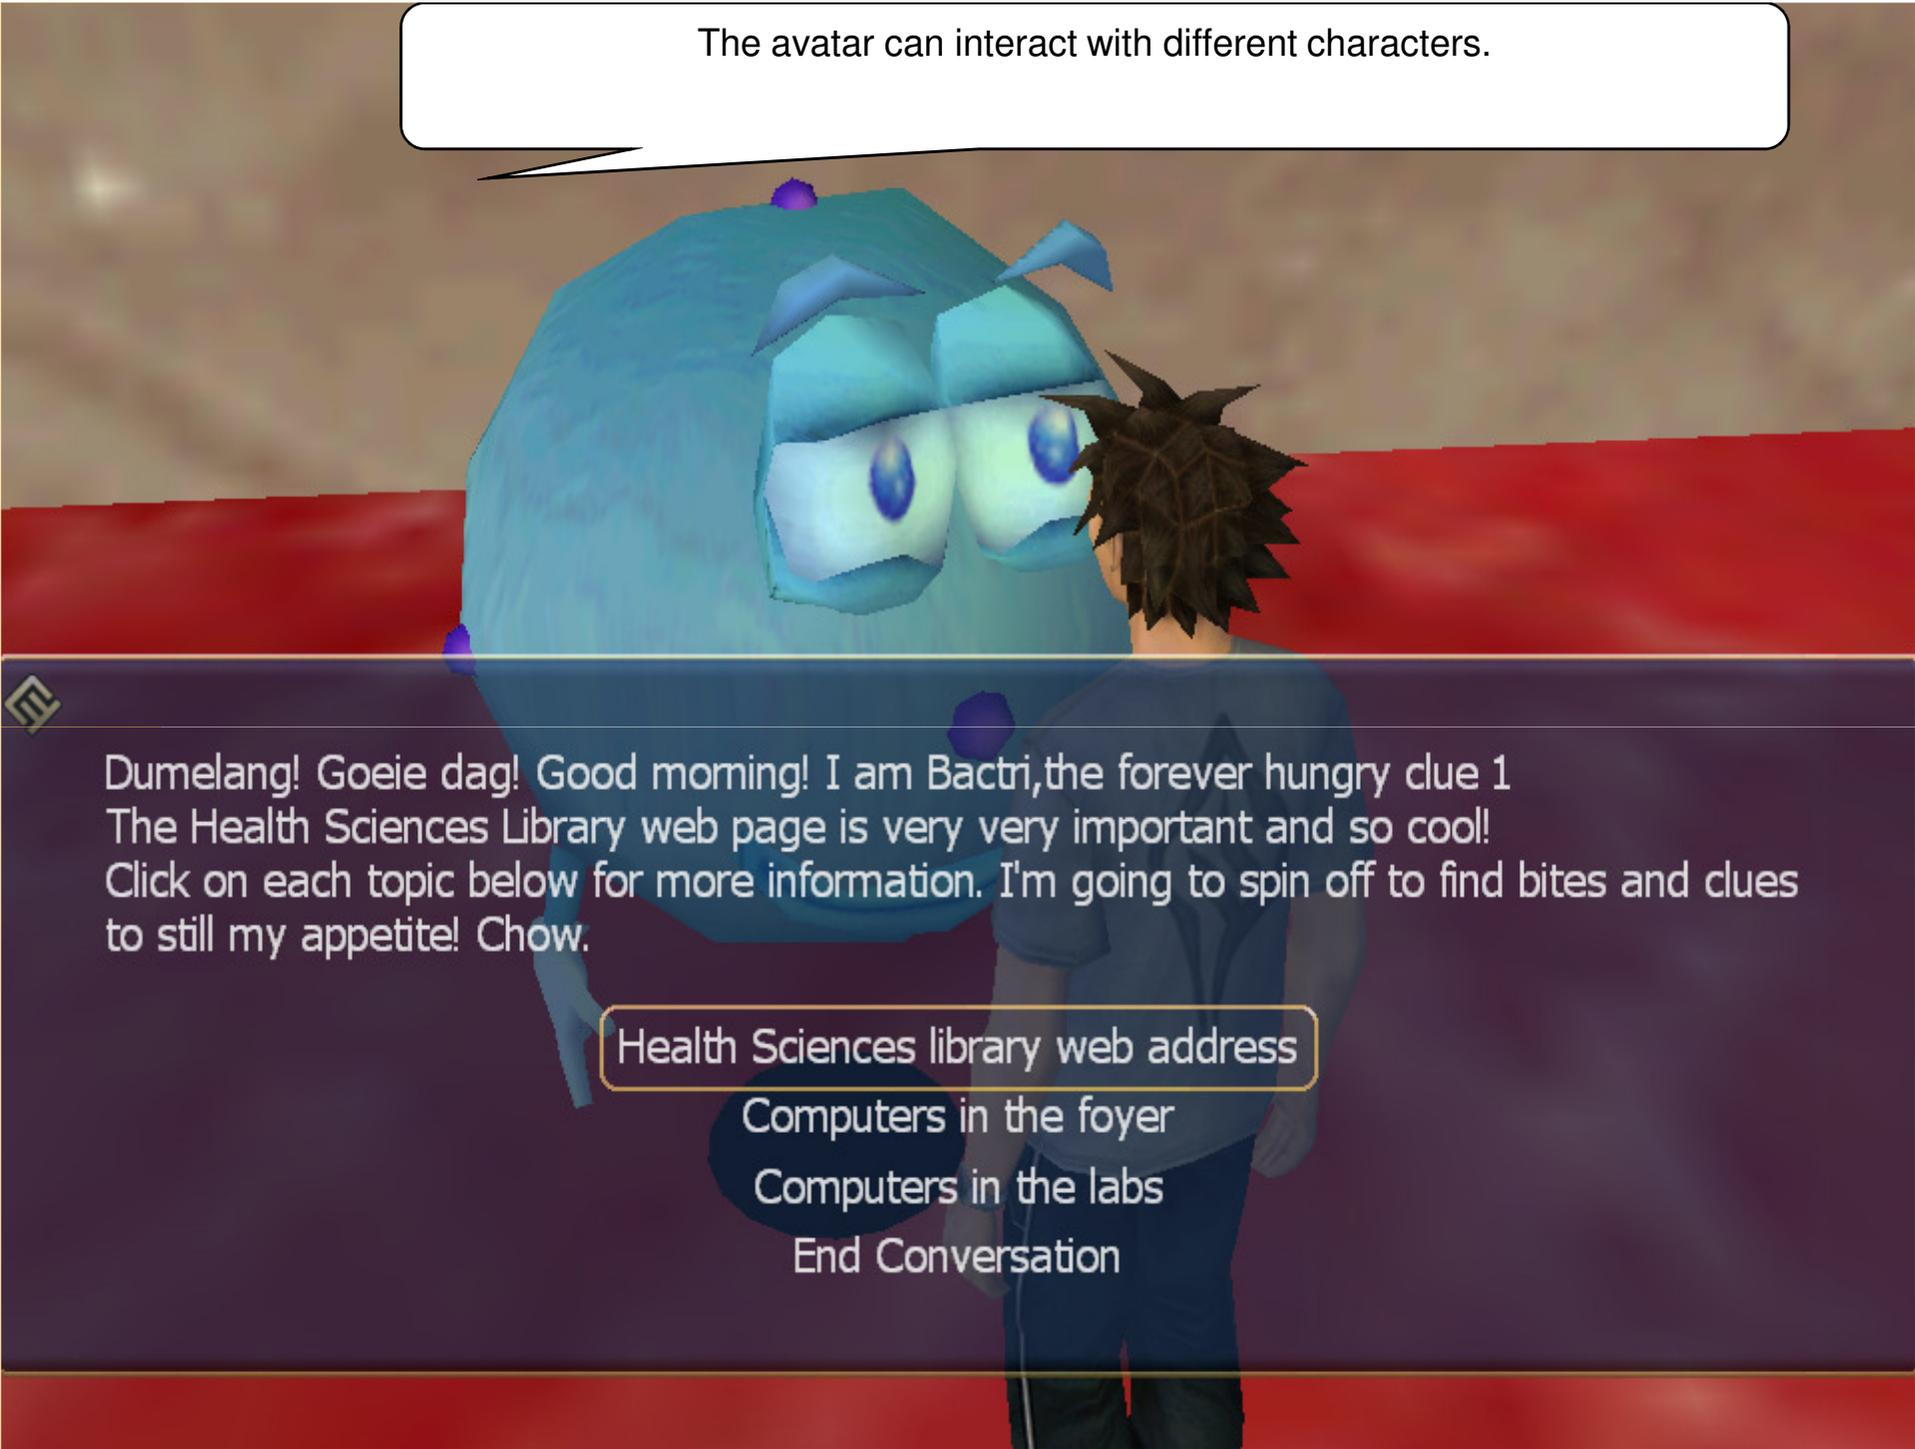 The avatar can interact with different characters.
Dumelang! Goeie dag! Good morning! I am Bactri,the forever hungry clue 1
The Health Sciences Library web page is very very important and so cool!
Click on each topic below for more information. I'm going to spin off to find bites and clues
to still my appetite! Chow.
Health Sciences library web address
Computers in the foyer
Computers in the labs
End Conversation